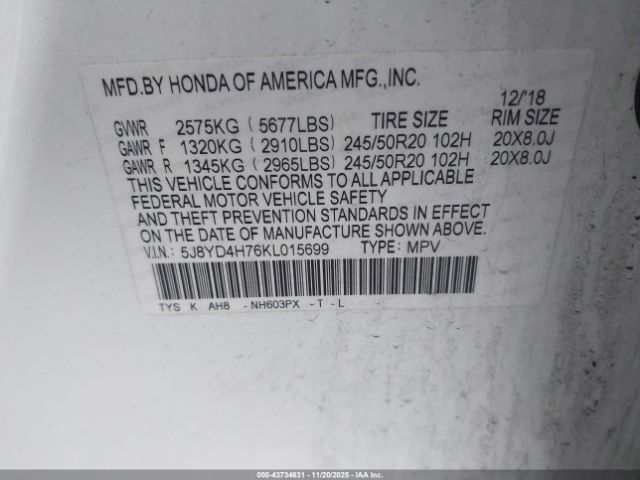 MFD.BY HONDA OF AMERICA MFG.,INC.
12/'18
GVWR 2575KG ( 5677LBS) TIRE SIZE RIM SIZE
GAWR F 1320KG ( 2910LBS) 245/50R20 102H 20X8.0J
GAWR R 1345KG ( 2965LBS) 245/50R20 102H 20X8.0J
THIS VEHICLE CONFORMS TO ALL APPLICABLE
FEDERAL MOTOR VEHICLE SAFETY
AND THEFT PREVENTION STANDARDS IN EFFECT
ON THE DATE OF MANUFACTURE SHOWN ABOVE.
V.I.N.: 5J8YD4H76KL015699 TYPE: MPV
TYS K AH8 -NH603PX -T -L
000-43734631 - 11/20/2025 - IAAI.CA